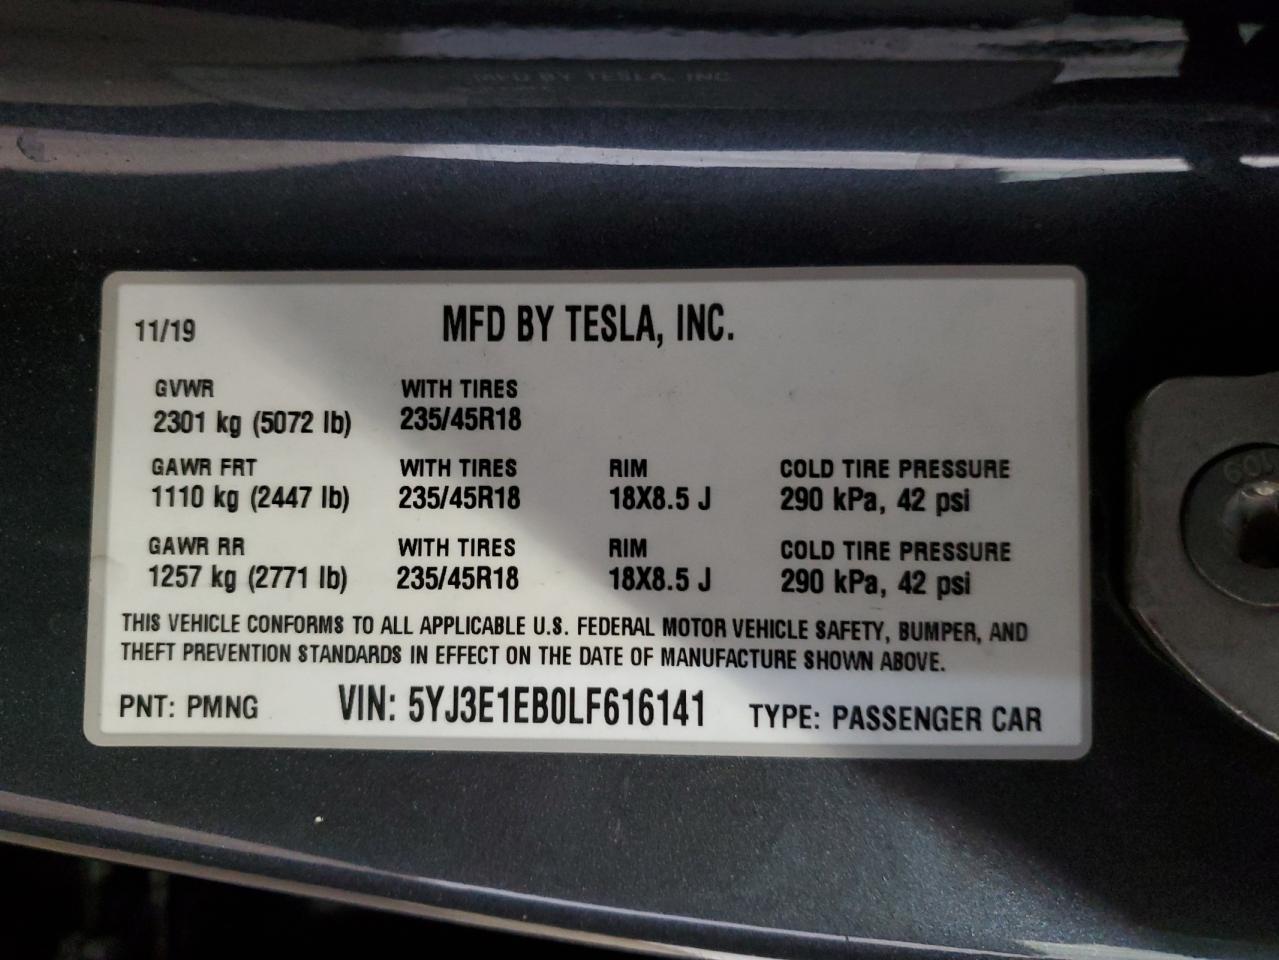 MFD BY TESLA, INC.
11/19 MFD BY TESLA, INC.
GVWR WITH TIRES
2301 kg (5072 lb) 235/45R18
GAWR FRT WITH TIRES RIM COLD TIRE PRESSURE
1110 kg (2447 lb) 235/45R18 18X8.5 J 290 kPa, 42 psi
GAWR RR WITH TIRES RIM COLD TIRE PRESSURE
1257 kg (2771 lb) 235/45R18 18X8.5 J 290 kPa, 42 psi
THIS VEHICLE CONFORMS TO ALL APPLICABLE U.S. FEDERAL MOTOR VEHICLE SAFETY, BUMPER, AND
THEFT PREVENTION STANDARDS IN EFFECT ON THE DATE OF MANUFACTURE SHOWN ABOVE.
PNT: PMNG VIN: 5YJ3E1EB0LF616141 TYPE: PASSENGER CAR